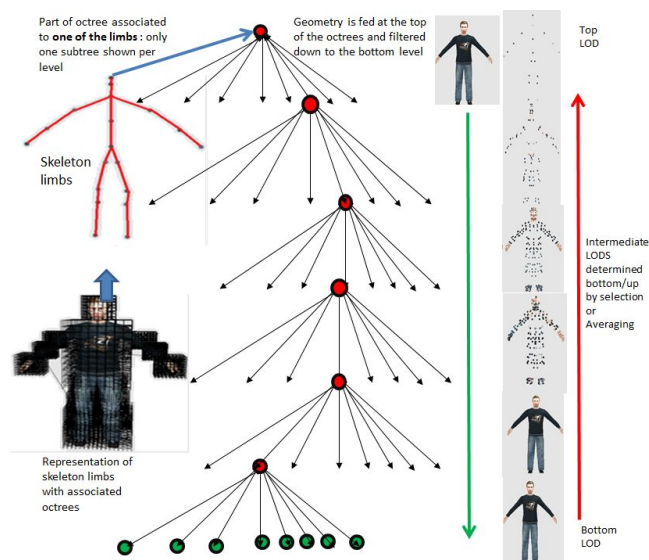 Part of octree associated
to one of the limbs : only
one subtree shown per
level
Geometry is fed at the top
of the octrees and filtered
down to the bottom level
Top
LOD
Skeleton
limbs
Intermediate
LODS
determined
bottom/up
by selection
or
Averaging
Representation of
skeleton limbs
with associated
octrees
Bottom
LOD